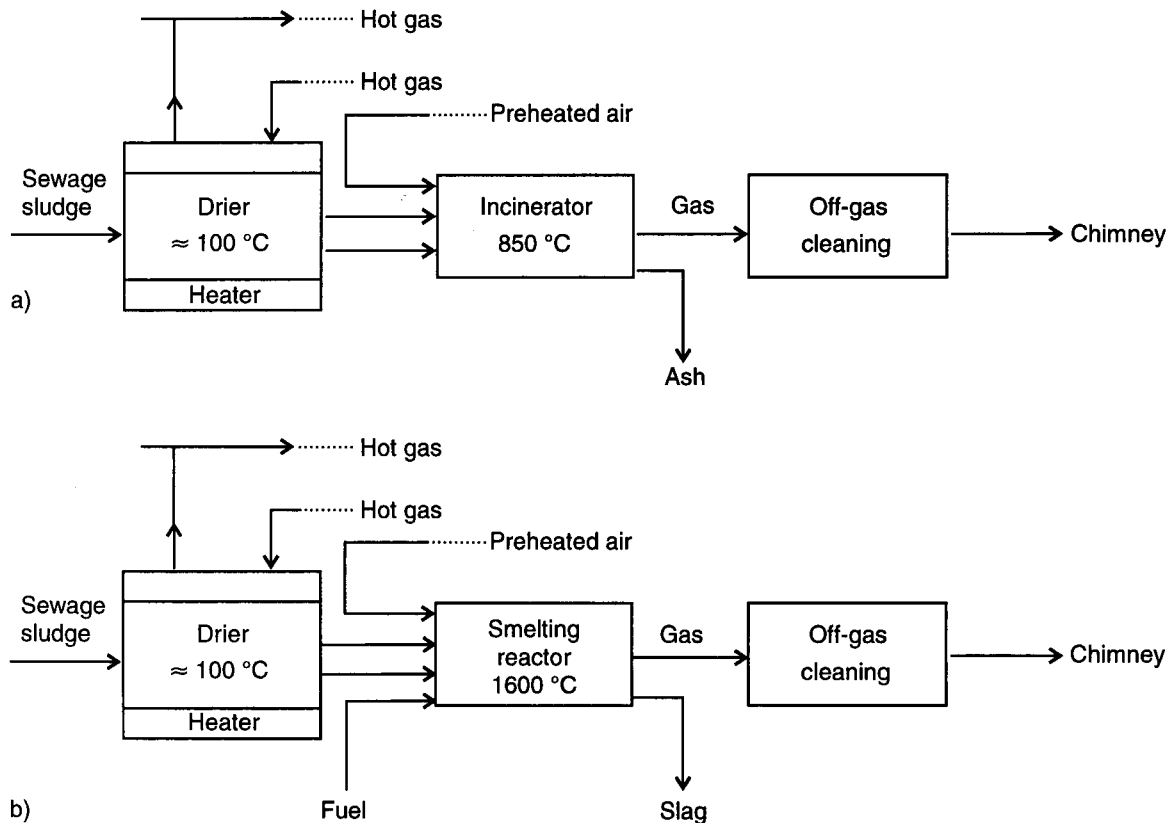 Hot gas
Hot gas
Preheated air
Sewage
sludge
Drier
≈ 100 °C
Heater
Incinerator
850 °C
Gas
Off-gas
cleaning
Chimney
Ash
a)
Hot gas
Hot gas
Preheated air
Sewage
sludge
Drier
≈ 100 °C
Heater
Smelting
reactor
1600 °C
Gas
Off-gas
cleaning
Chimney
Fuel
Slag
b)